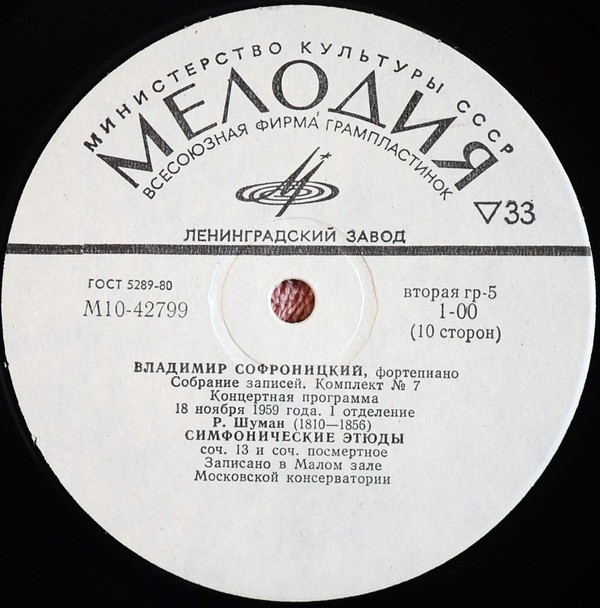 МИНИСТЕРСТВО КУЛЬТУРЫ СССР
МЕЛОДИЯ
ВСЕСОЮЗНАЯ ФИРМА ГРАМПЛАСТИНОК
▽33
ЛЕНИНГРАДСКИЙ ЗАВОД
ГОСТ 5289-80
М10-42799
вторая гр-5
1-00
(10 сторон)
ВЛАДИМИР СОФРОНИЦКИЙ, фортепиано
Собрание записей. Комплект № 7
Концертная программа
18 ноября 1959 года. I отделение
Р. Шуман (1810—1856)
СИМФОНИЧЕСКИЕ ЭТЮДЫ
соч. 13 и соч. посмертное
Записано в Малом зале
Московской консерватории